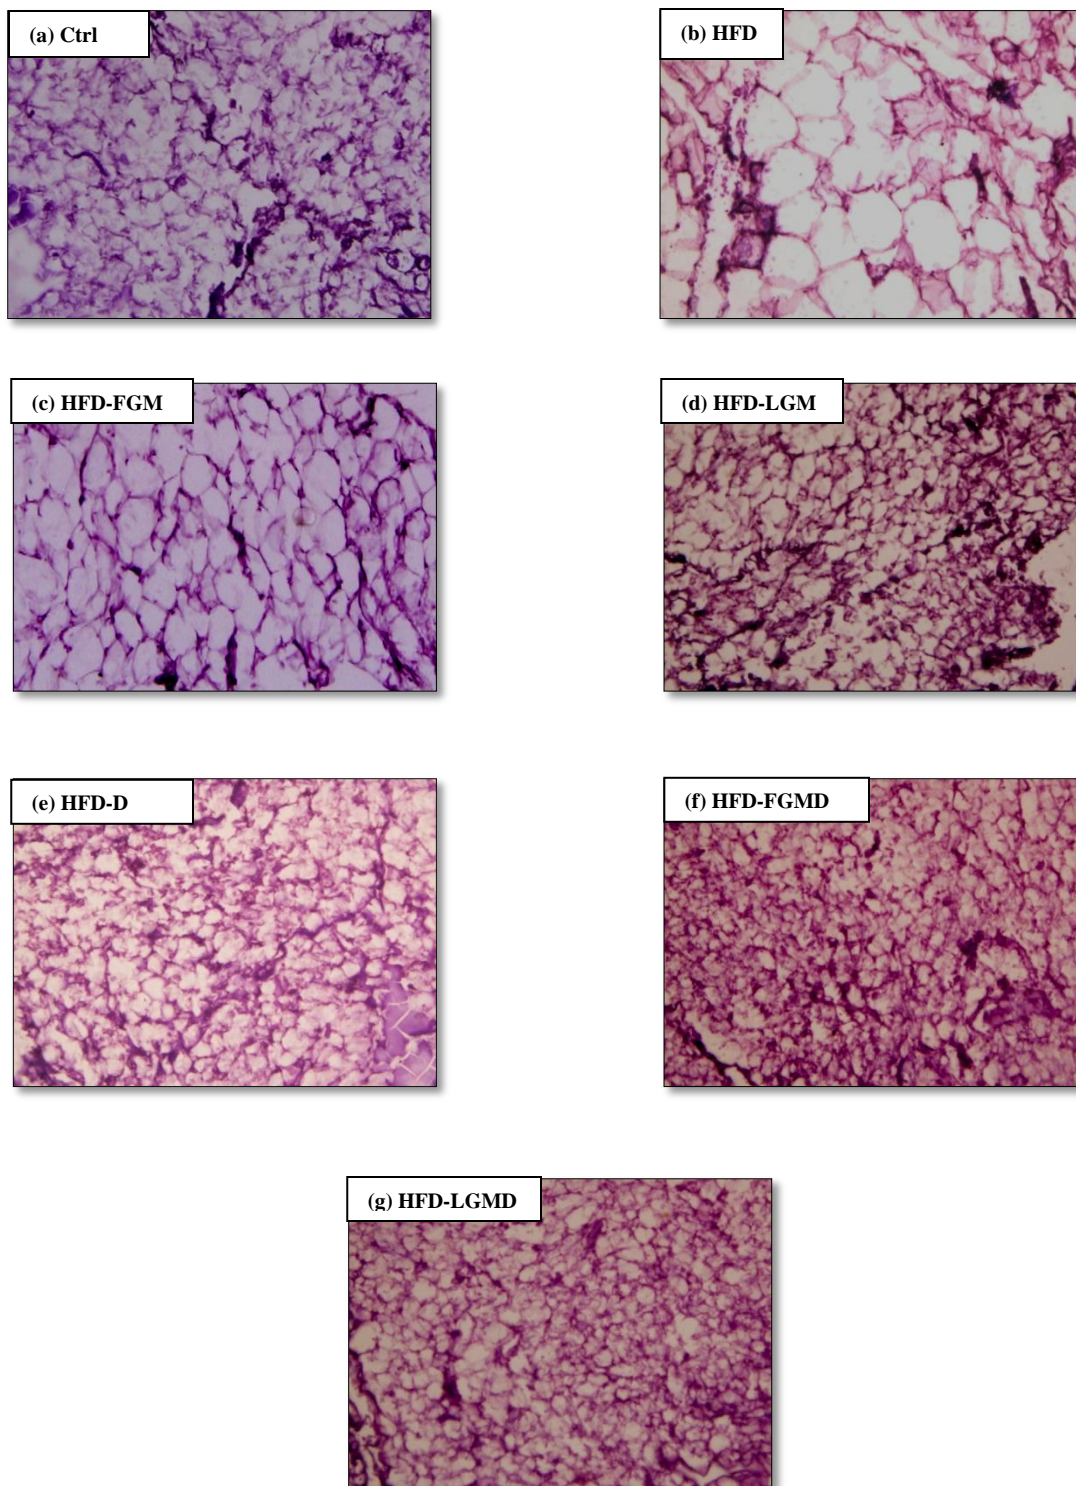 (a) Ctrl
(b) HFD
(c) HFD-FGM
(d) HFD-LGM
(e) HFD-D
(f) HFD-FGMD
(g) HFD-LGMD